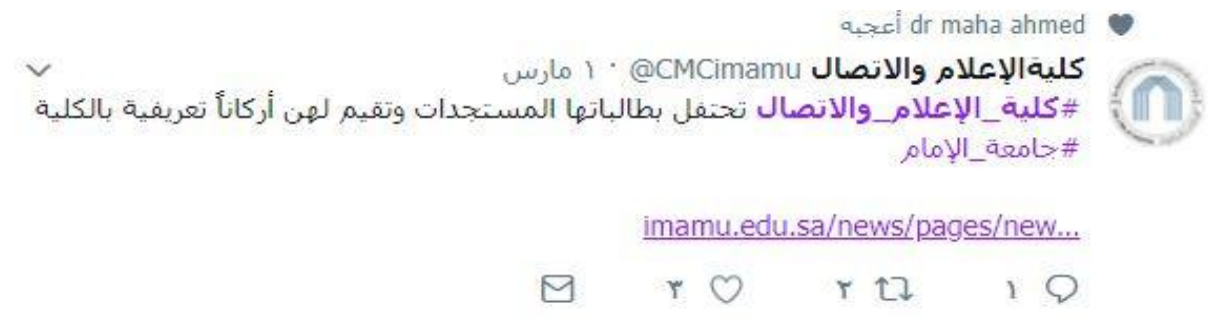 dr maha ahmed أعجبه
كليةالإعلام والاتصال @CMCimamu · ١ مارس
#كلية_الإعلام_والاتصال تحتفل بطالباتها المستجدات وتقيم لهن أركاناً تعريفية بالكلية
#جامعة_الإمام
imamu.edu.sa/news/pages/new...
١ ٢ ٣